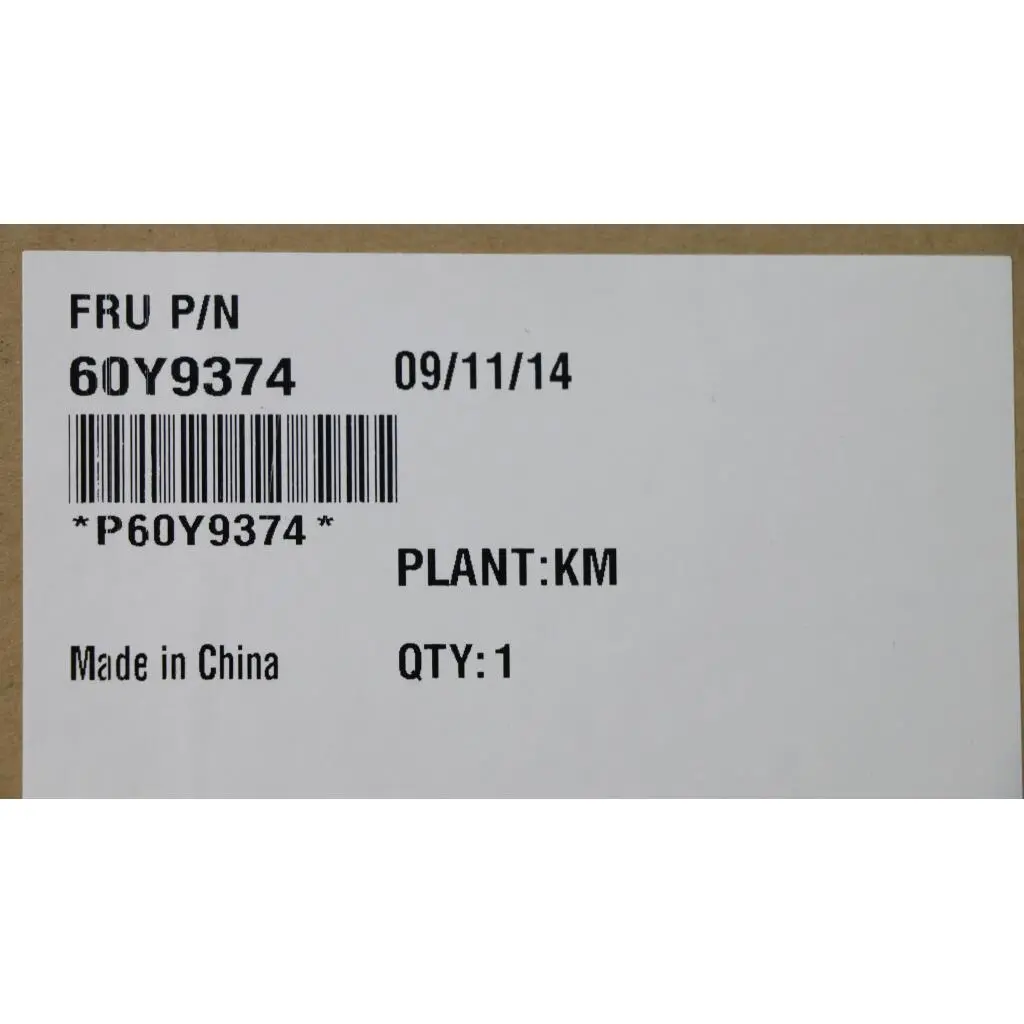 FRU P/N
60Y9374 09/11/14
*P60Y9374*
PLANT:KM
Made in China QTY: 1